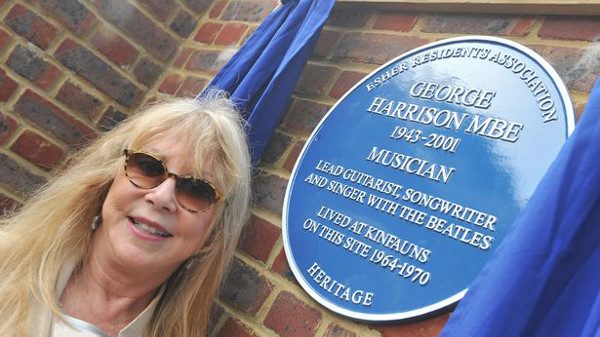 ESHER RESIDENTS ASSOCIATION
GEORGE
HARRISON MBE
1943-2001
MUSICIAN
LEAD GUITARIST, SONGWRITER
AND SINGER WITH THE BEATLES
LIVED AT KINFAUNS
ON THIS SITE 1964-1970
HERITAGE